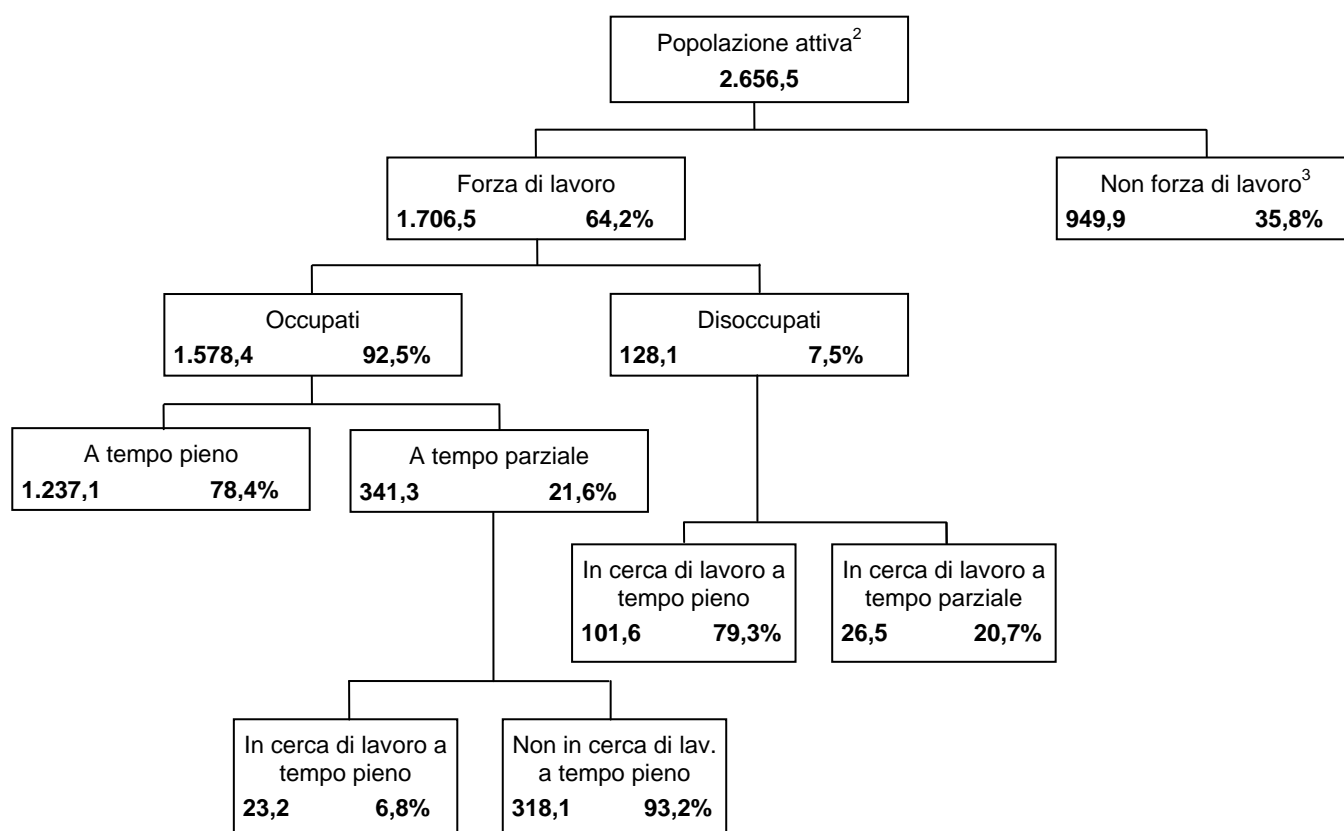 Popolazione attiva²
2.656,5
Forza di lavoro
1.706,5 64,2%
Non forza di lavoro³
949,9 35,8%
Occupati
1.578,4 92,5%
Disoccupati
128,1 7,5%
A tempo pieno
1.237,1 78,4%
A tempo parziale
341,3 21,6%
In cerca di lavoro a
tempo pieno
101,6 79,3%
In cerca di lavoro a
tempo parziale
26,5 20,7%
In cerca di lavoro a
tempo pieno
23,2 6,8%
Non in cerca di lav.
a tempo pieno
318,1 93,2%